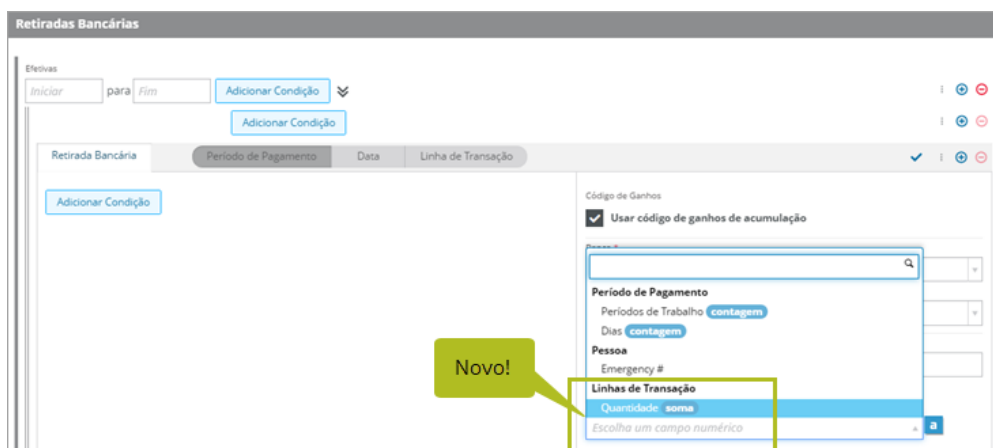 Retiradas Bancárias
Efetivas
Iniciar para Fim Adicionar Condição
Adicionar Condição
Retirada Bancária Período de Pagamento Data Linha de Transação
Adicionar Condição
Código de Ganhos
Usar código de ganhos de acumulação
Período de Pagamento
Períodos de Trabalho contagem
Dias contagem
Pessoa
Emergency #
Linhas de Transação
Quantidade soma
Escolha um campo numérico a
Novo!